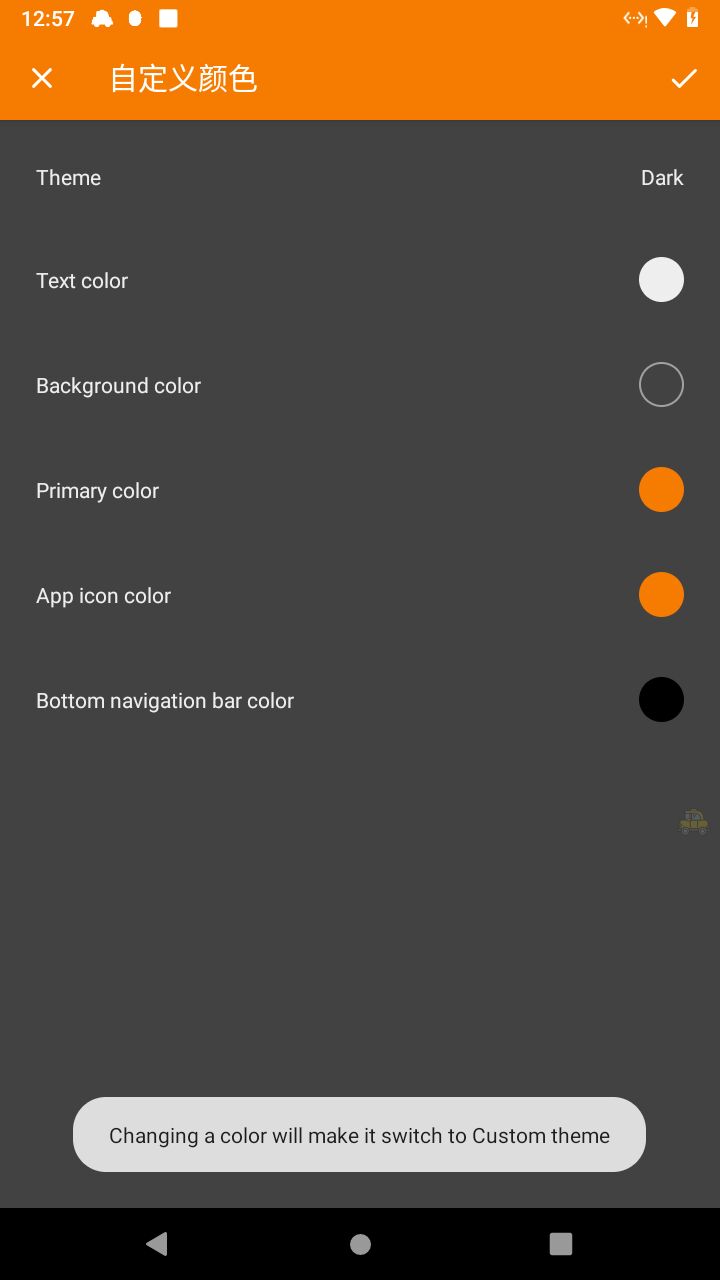 12:57
自定义颜色
Theme
Dark
Text color
Background color
Primary color
App icon color
Bottom navigation bar color
Changing a color will make it switch to Custom theme